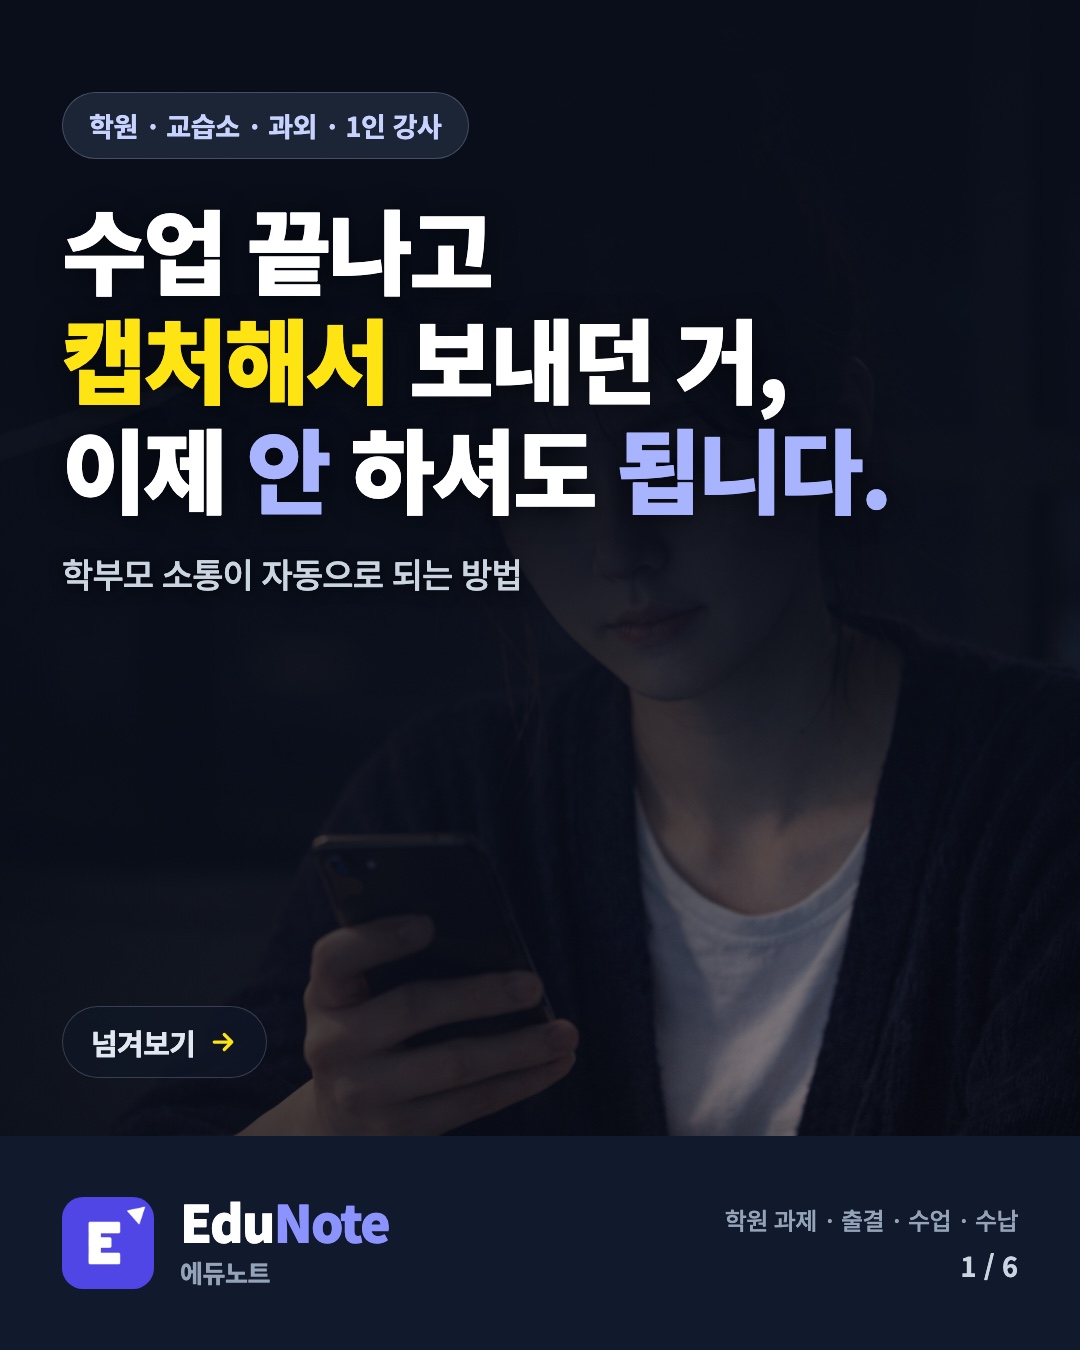 학원 · 교습소 · 과외 · 1인 강사
수업 끝나고
캡처해서 보내던 거,
이제 안 하셔도 됩니다.
학부모 소통이 자동으로 되는 방법
넘겨보기 →
E
EduNote
에듀노트
학원 과제 · 출결 · 수업 · 수납
1 / 6